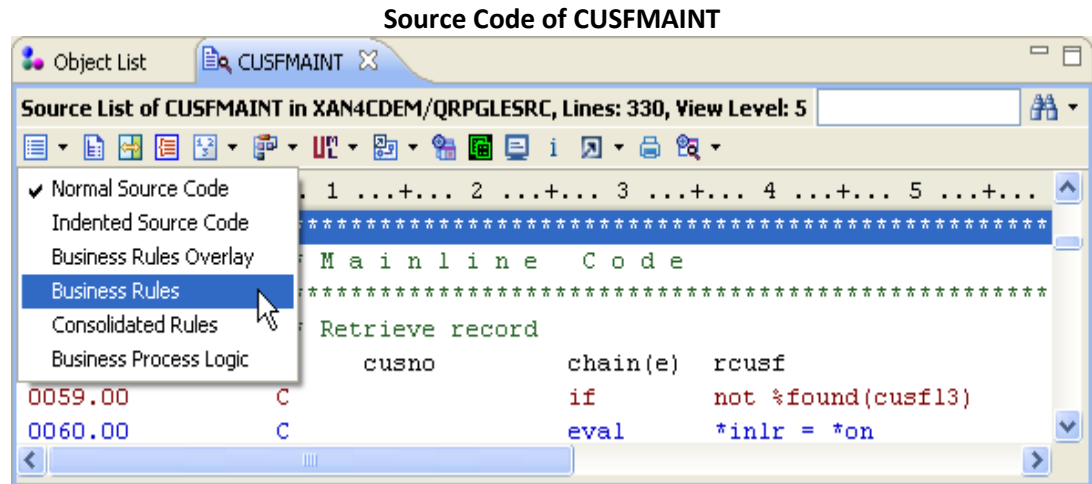 Source Code of CUSFMAINT
Object List CUSFMAINT
Source List of CUSFMAINT in XAN4CDEM/QRPGLESRC, Lines: 330, View Level: 5
Normal Source Code
Indented Source Code
Business Rules Overlay
Business Rules
Consolidated Rules
Business Process Logic
. 1 ...+... 2 ...+... 3 ...+... 4 ...+... 5 ...+...
*****************************************************
* M a i n l i n e   C o d e
*****************************************************
* Retrieve record
cusno chain(e) rcusf
0059.00 C if not %found(cusfl3)
0060.00 C eval *inlr = *on